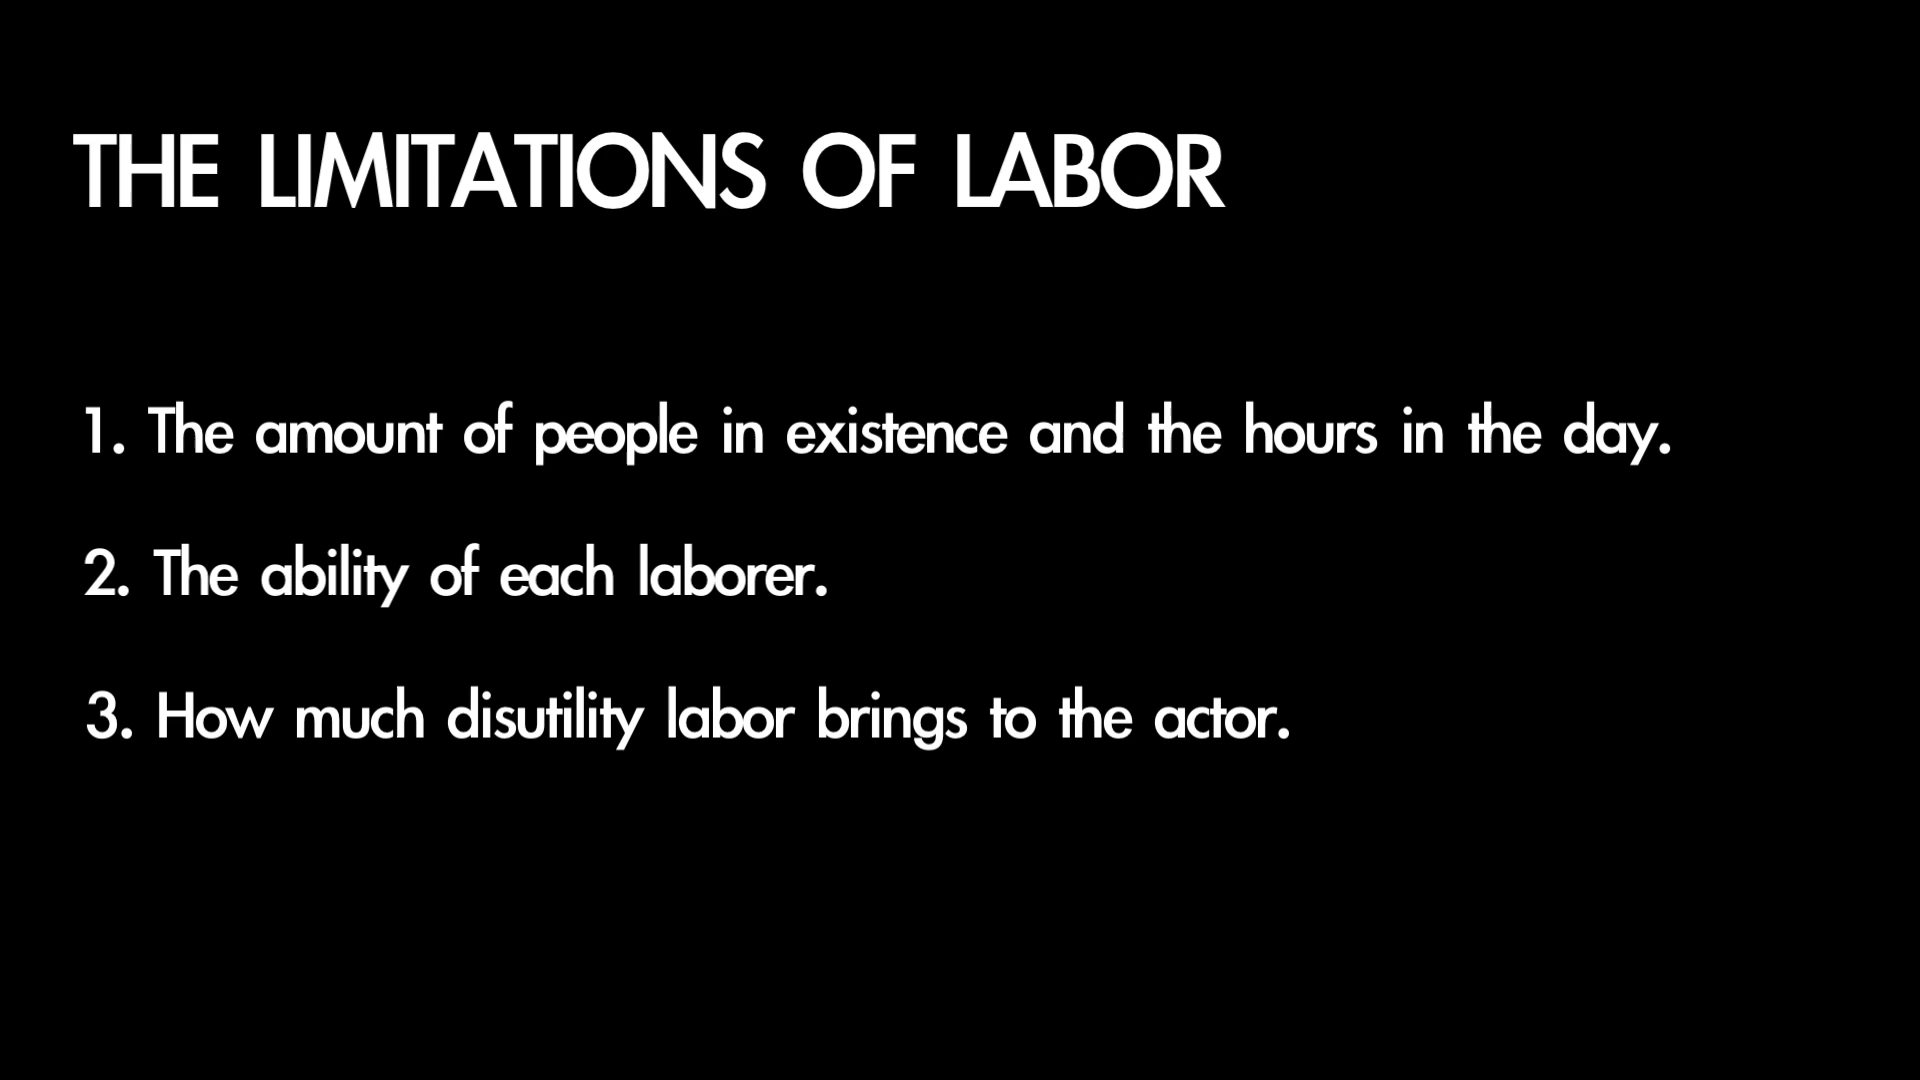 THE LIMITATIONS OF LABOR
1. The amount of people in existence and the hours in the day.
2. The ability of each laborer.
3. How much disutility labor brings to the actor.